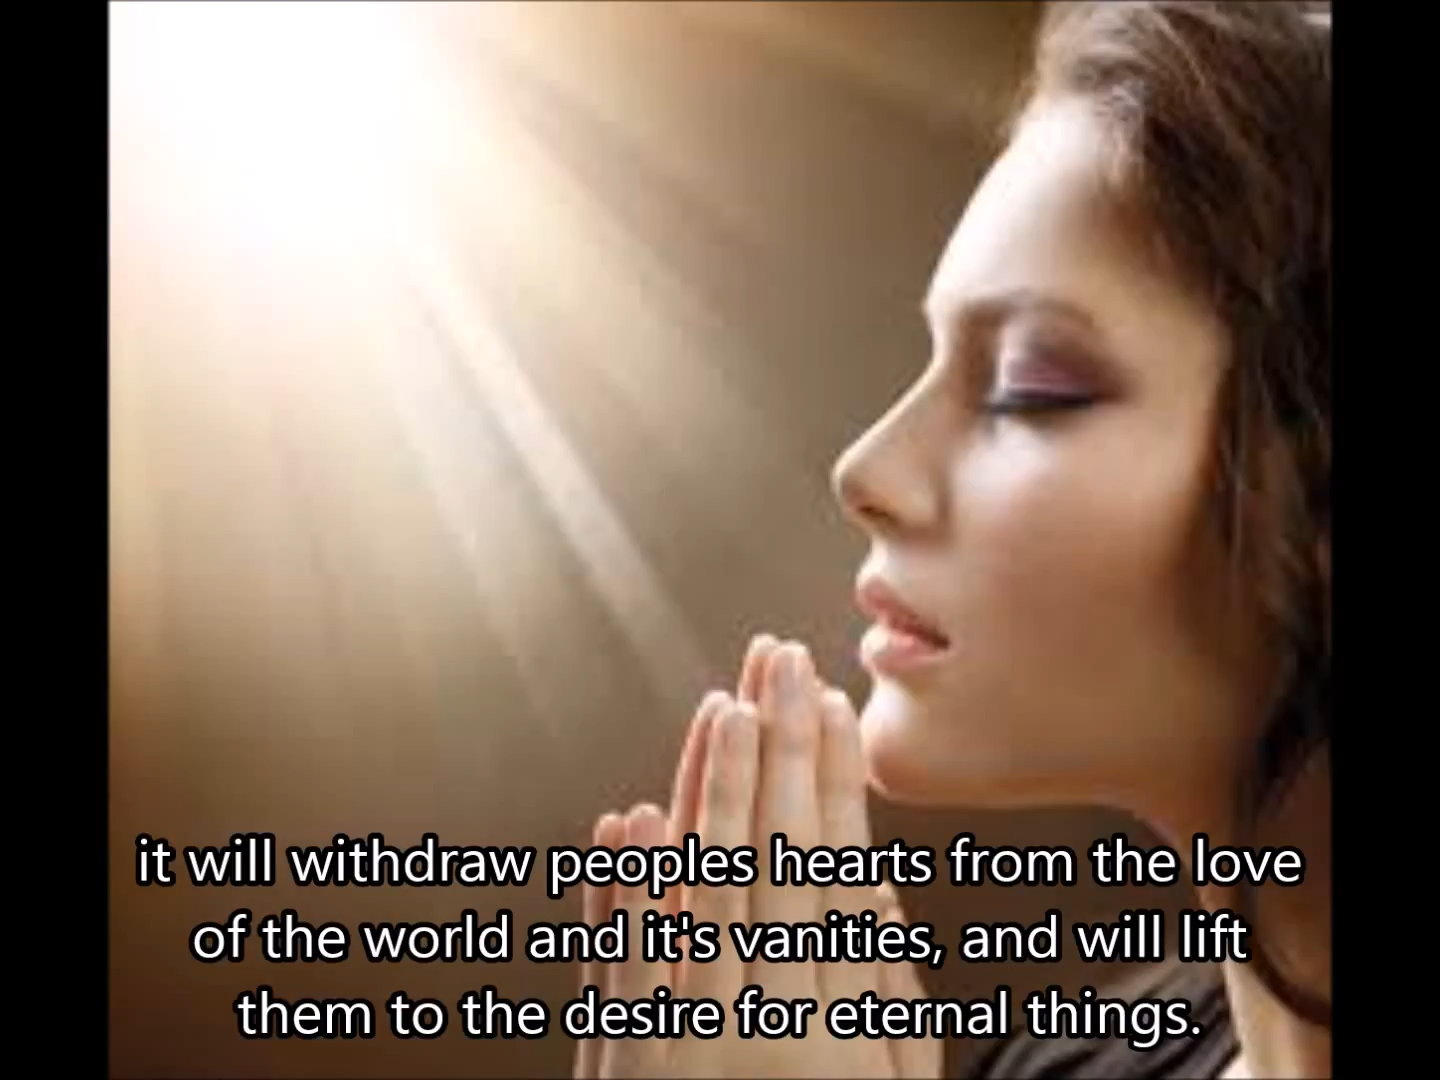 it will withdraw peoples hearts from the love
of the world and it's vanities, and will lift
them to the desire for eternal things.